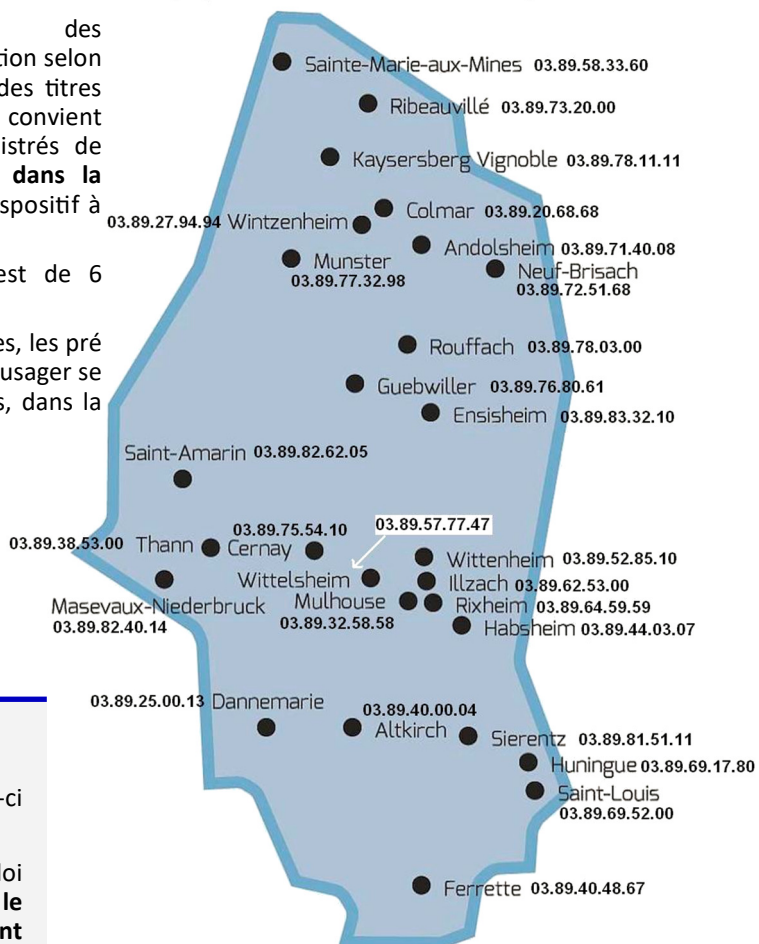 des
tion selon
des titres
convient
istrés de
dans la
spositif à
est de 6
es, les pré
usager se
s, dans la
Sainte-Marie-aux-Mines 03.89.58.33.60
Ribeauvillé 03.89.73.20.00
Kaysersberg Vignoble 03.89.78.11.11
Colmar 03.89.20.68.68
03.89.27.94.94 Wintzenheim
Andolsheim 03.89.71.40.08
Munster
03.89.77.32.98
Neuf-Brisach
03.89.72.51.68
Rouffach 03.89.78.03.00
Guebwiller 03.89.76.80.61
Ensisheim 03.89.83.32.10
Saint-Amarin 03.89.82.62.05
03.89.38.53.00 Thann
03.89.75.54.10
Cernay
03.89.57.77.47
Wittelsheim
Wittenheim 03.89.52.85.10
Illzach 03.89.62.53.00
Masevaux-Niederbruck
03.89.82.40.14
Mulhouse
03.89.32.58.58
Rixheim 03.89.64.59.59
Habsheim 03.89.44.03.07
03.89.25.00.13 Dannemarie
03.89.40.00.04
Altkirch
Sierentz 03.89.81.51.11
Huningue 03.89.69.17.80
Saint-Louis
03.89.69.52.00
Ferrette 03.89.40.48.67
-ci
loi
le
nt